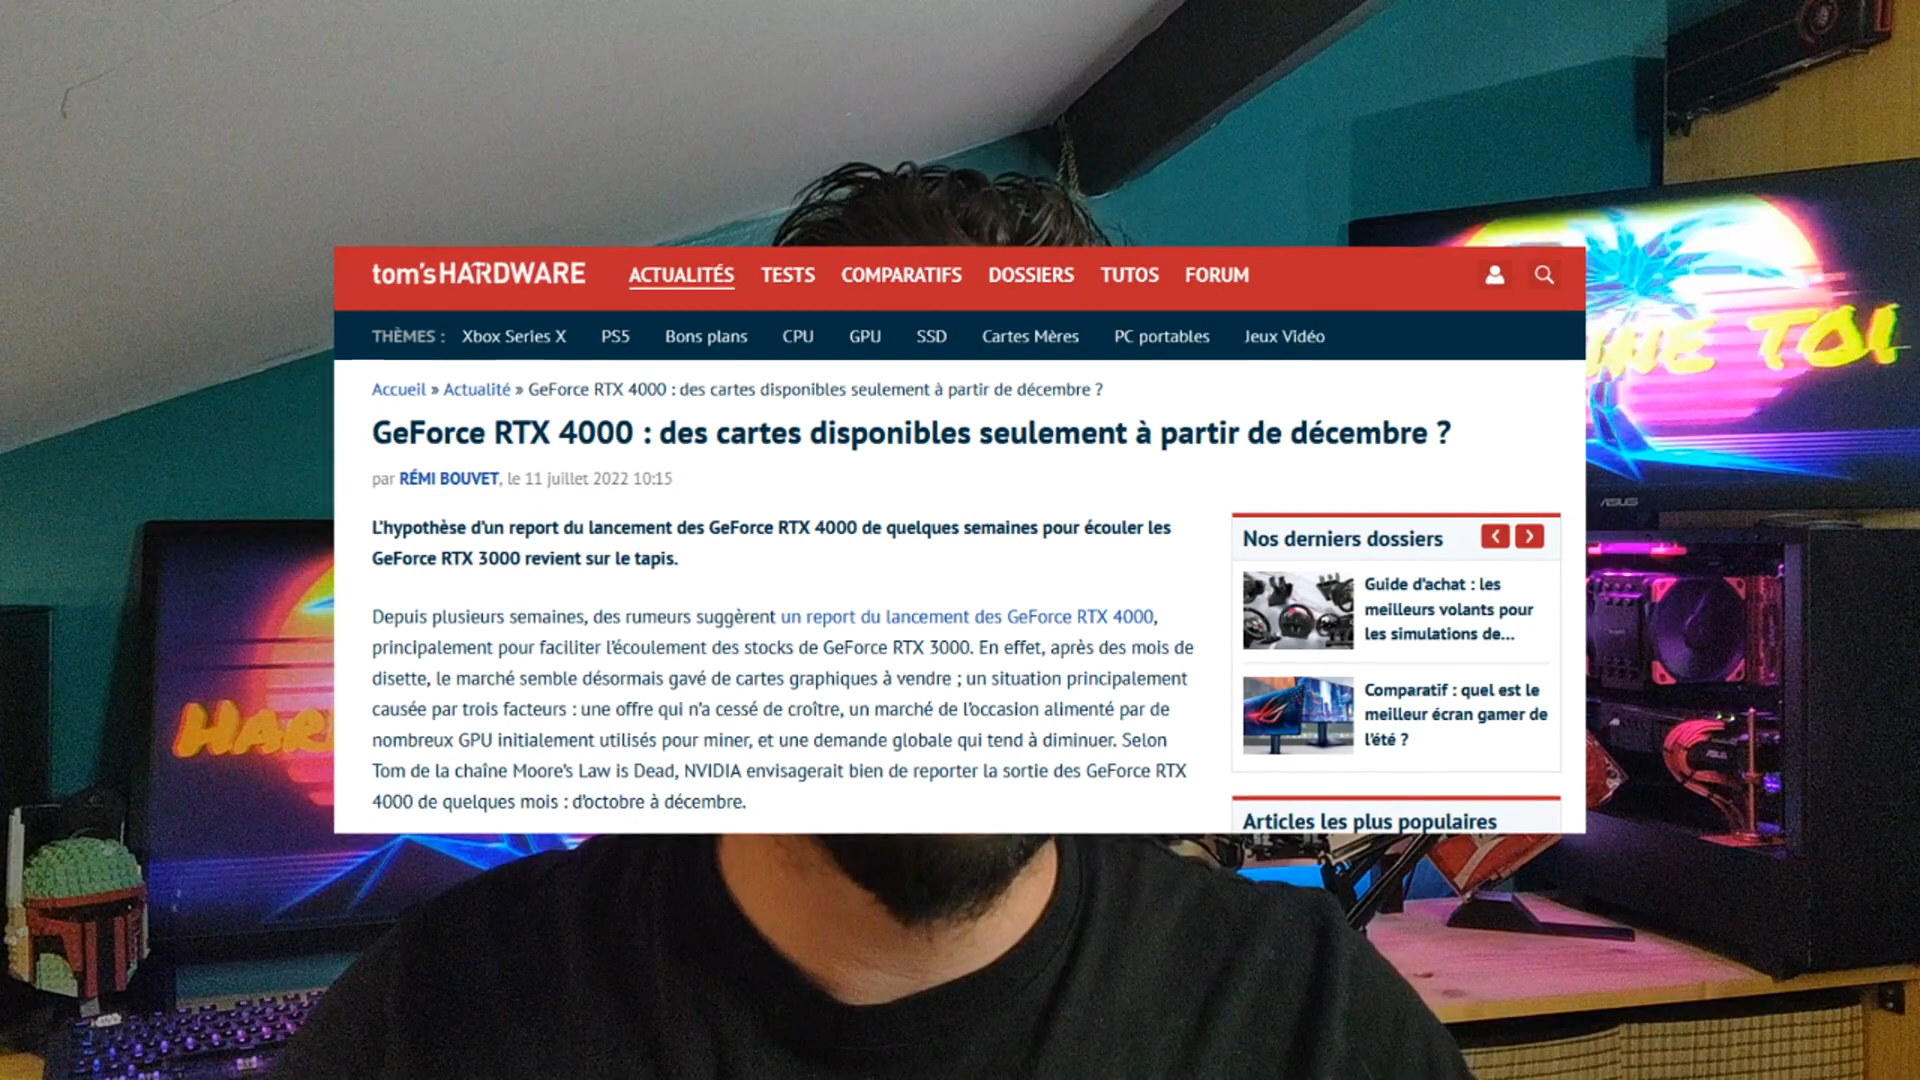 tom's HARDWARE ACTUALITÉS TESTS COMPARATIFS DOSSIERS TUTOS FORUM
THÈMES : Xbox Series X PS5 Bons plans CPU GPU SSD Cartes Mères PC portables Jeux Vidéo
Accueil » Actualité » GeForce RTX 4000 : des cartes disponibles seulement à partir de décembre ?
GeForce RTX 4000 : des cartes disponibles seulement à partir de décembre ?
par RÉMI BOUVET, le 11 juillet 2022 10:15
L'hypothèse d'un report du lancement des GeForce RTX 4000 de quelques semaines pour écouler les
GeForce RTX 3000 revient sur le tapis.
Depuis plusieurs semaines, des rumeurs suggèrent un report du lancement des GeForce RTX 4000,
principalement pour faciliter l'écoulement des stocks de GeForce RTX 3000. En effet, après des mois de
disette, le marché semble désormais gavé de cartes graphiques à vendre ; un situation principalement
causée par trois facteurs : une offre qui n'a cessé de croître, un marché de l'occasion alimenté par de
nombreux GPU initialement utilisés pour miner, et une demande globale qui tend à diminuer. Selon
Tom de la chaîne Moore's Law is Dead, NVIDIA envisagerait bien de reporter la sortie des GeForce RTX
4000 de quelques mois : d'octobre à décembre.
Nos derniers dossiers
Guide d'achat : les
meilleurs volants pour
les simulations de...
Comparatif : quel est le
meilleur écran gamer de
l'été ?
Articles les plus populaires
TOI
ASUS
HAR